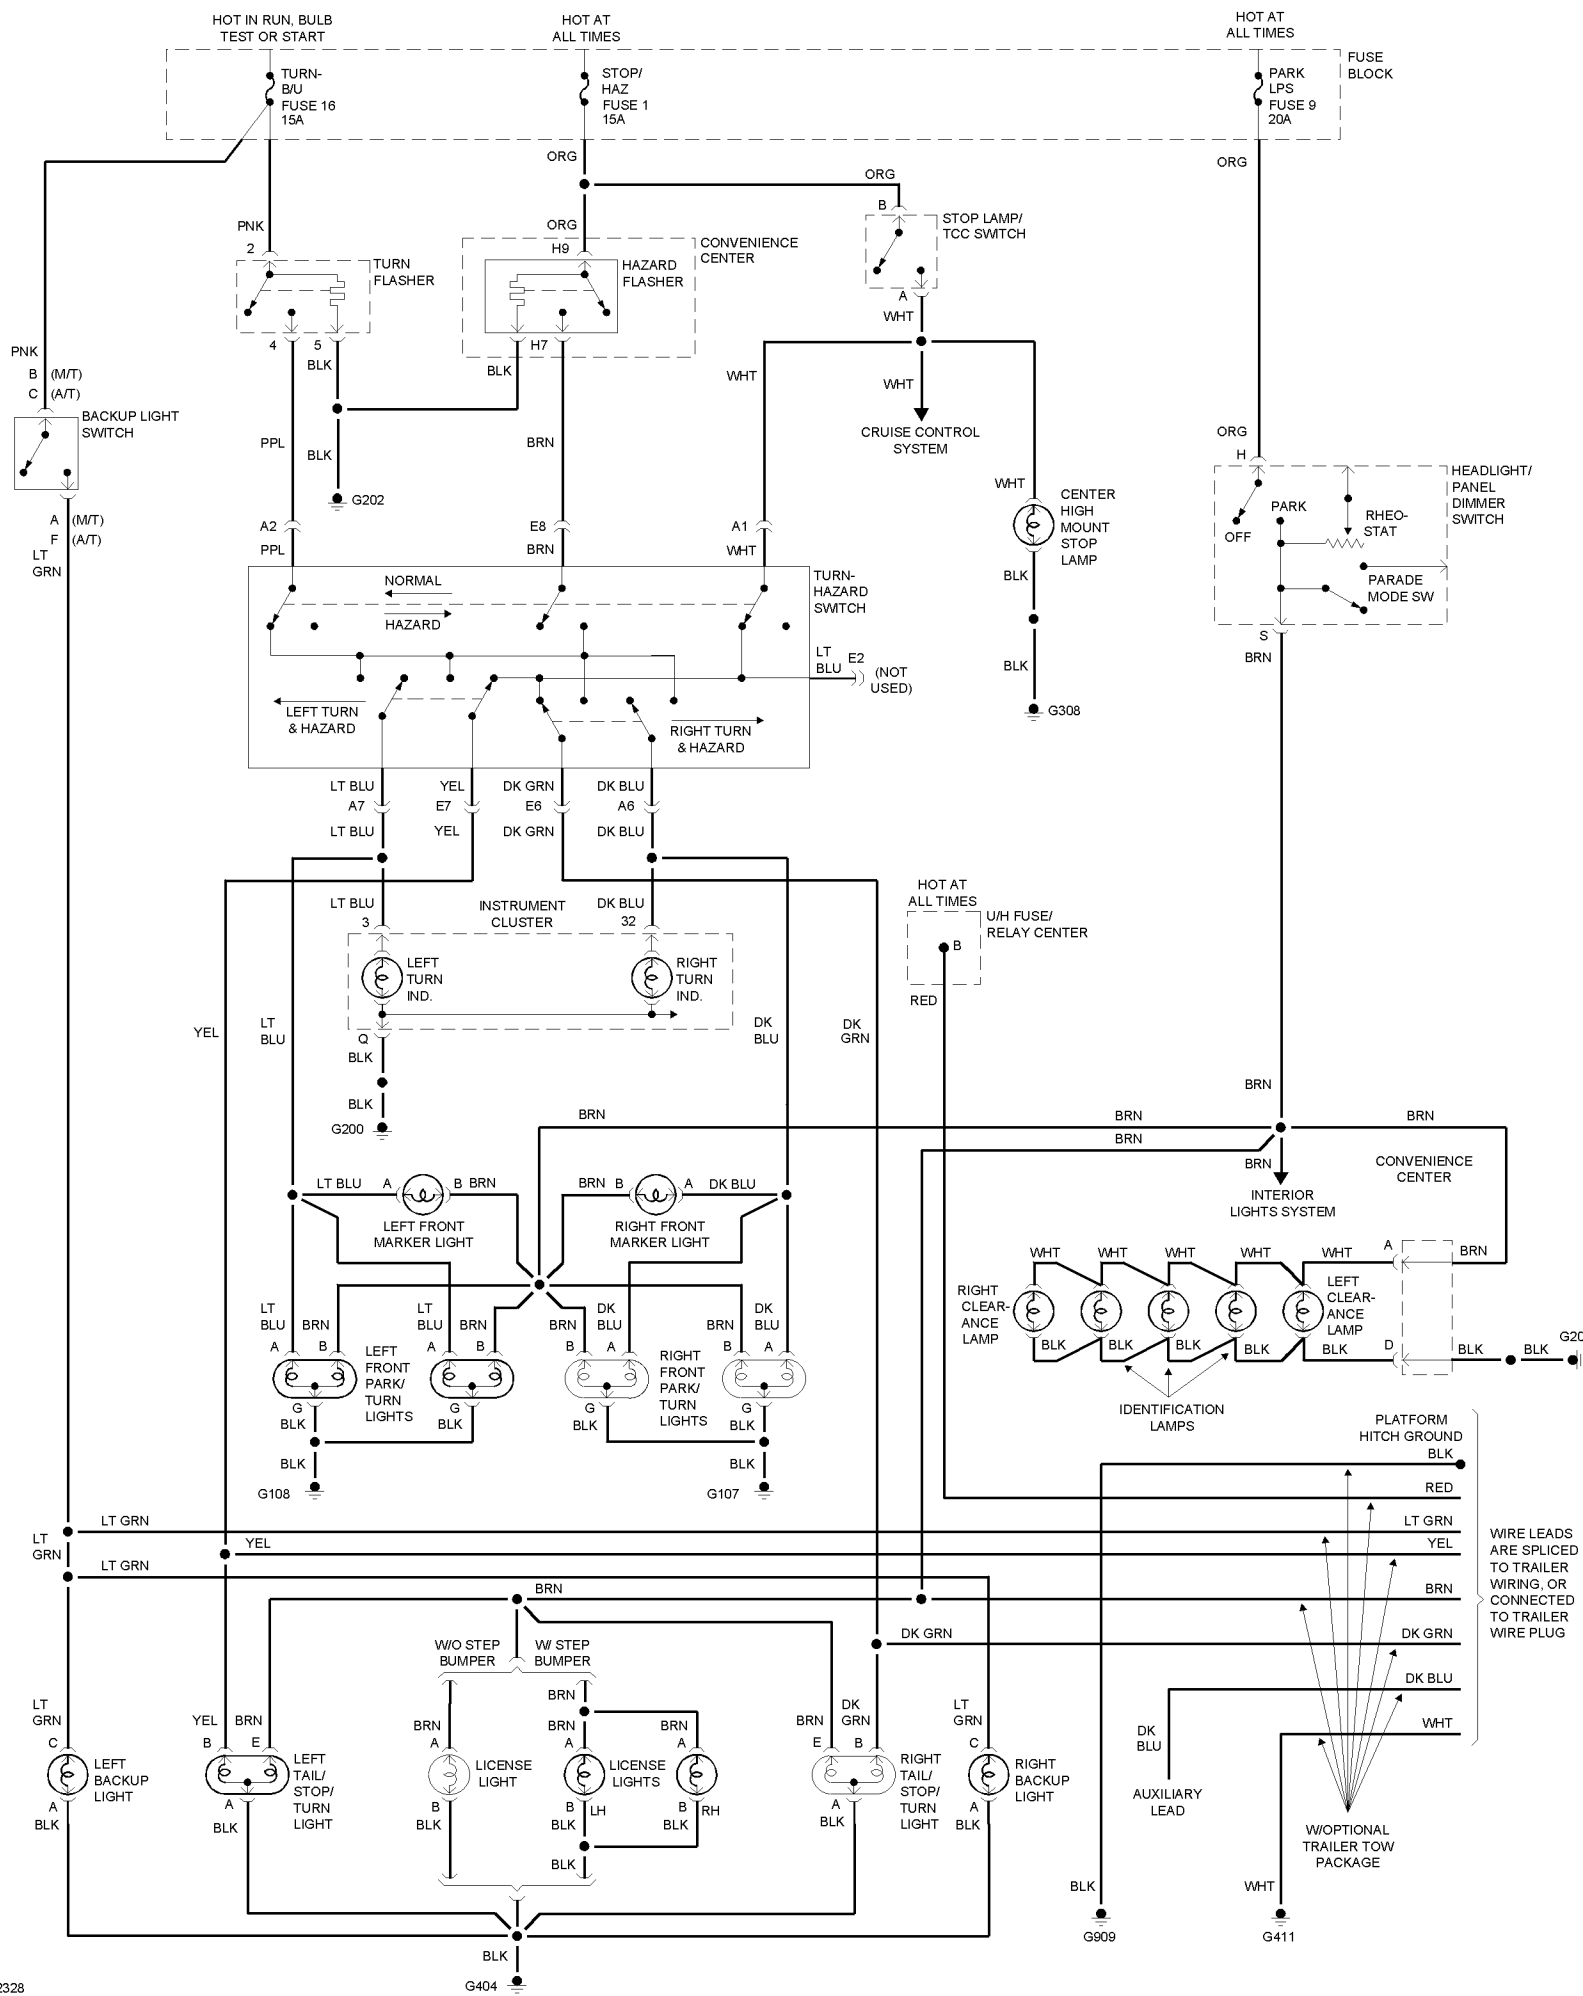 HOT IN RUN, BULB
TEST OR START
HOT AT
ALL TIMES
HOT AT
ALL TIMES
TURN-
B/U
FUSE 16
15A
STOP/
HAZ
FUSE 1
15A
PARK
LPS
FUSE 9
20A
FUSE
BLOCK
ORG
ORG
ORG
PNK
2
TURN
FLASHER
ORG
H9
CONVENIENCE
CENTER
HAZARD
FLASHER
B
STOP LAMP/
TCC SWITCH
A
WHT
4
5
BLK
H7
BLK
WHT
WHT
CRUISE CONTROL
SYSTEM
PNK
B (M/T)
C (A/T)
BACKUP LIGHT
SWITCH
A (M/T)
F (A/T)
LT
GRN
PPL
BLK
G202
BRN
A2
PPL
E8
BRN
A1
WHT
WHT
CENTER
HIGH
MOUNT
STOP
LAMP
BLK
BLK
G308
ORG
H
HEADLIGHT/
PANEL
DIMMER
SWITCH
PARK
OFF
RHEO-
STAT
PARADE
MODE SW
S
BRN
NORMAL
HAZARD
TURN-
HAZARD
SWITCH
LT
BLU
E2
(NOT
USED)
LEFT TURN
& HAZARD
RIGHT TURN
& HAZARD
LT BLU
YEL
DK GRN
DK BLU
A7
E7
E6
A6
LT BLU
YEL
DK GRN
DK BLU
LT BLU
3
INSTRUMENT
CLUSTER
DK BLU
32
LEFT
TURN
IND.
RIGHT
TURN
IND.
HOT AT
ALL TIMES
U/H FUSE/
RELAY CENTER
B
RED
YEL
LT
BLU
Q
BLK
BLK
G200
DK
BLU
DK
GRN
BRN
BRN
BRN
BRN
BRN
BRN
INTERIOR
LIGHTS SYSTEM
CONVENIENCE
CENTER
LT BLU
A
B
BRN
BRN
B
A
DK BLU
LEFT FRONT
MARKER LIGHT
RIGHT FRONT
MARKER LIGHT
WHT
WHT
WHT
WHT
WHT
A
BRN
RIGHT
CLEAR-
ANCE
LAMP
LEFT
CLEAR-
ANCE
LAMP
BLK
BLK
BLK
BLK
BLK
D
BLK
BLK
G20
IDENTIFICATION
LAMPS
LT
BLU
BRN
LT
BLU
BRN
BRN
DK
BLU
BRN
DK
BLU
A
B
A
B
B
A
B
A
LEFT
FRONT
PARK/
TURN
LIGHTS
RIGHT
FRONT
PARK/
TURN
LIGHTS
G
BLK
G
BLK
G
BLK
G
BLK
BLK
G108
BLK
G107
PLATFORM
HITCH GROUND
BLK
RED
LT GRN
LT GRN
LT
GRN
YEL
YEL
LT GRN
BRN
BRN
DK GRN
DK GRN
DK BLU
WHT
WIRE LEADS
ARE SPLICED
TO TRAILER
WIRING, OR
CONNECTED
TO TRAILER
WIRE PLUG
W/O STEP
BUMPER
W/ STEP
BUMPER
BRN
LT
GRN
C
YEL
B
BRN
E
BRN
A
BRN
A
BRN
A
BRN
E
DK
GRN
B
LT
GRN
C
LEFT
BACKUP
LIGHT
LEFT
TAIL/
STOP/
TURN
LIGHT
LICENSE
LIGHT
LICENSE
LIGHTS
RIGHT
TAIL/
STOP/
TURN
LIGHT
RIGHT
BACKUP
LIGHT
DK
BLU
AUXILIARY
LEAD
A
BLK
A
BLK
B
BLK
B LH
BLK
B RH
BLK
A
BLK
A
BLK
BLK
W/OPTIONAL
TRAILER TOW
PACKAGE
BLK
G909
WHT
G411
BLK
G404
2328